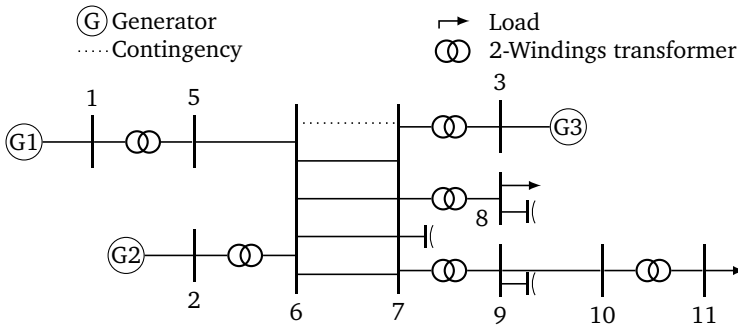 G Generator
Load
Contingency
2-Windings transformer
1
5
3
G1
G3
8
G2
2
6
7
9
10
11